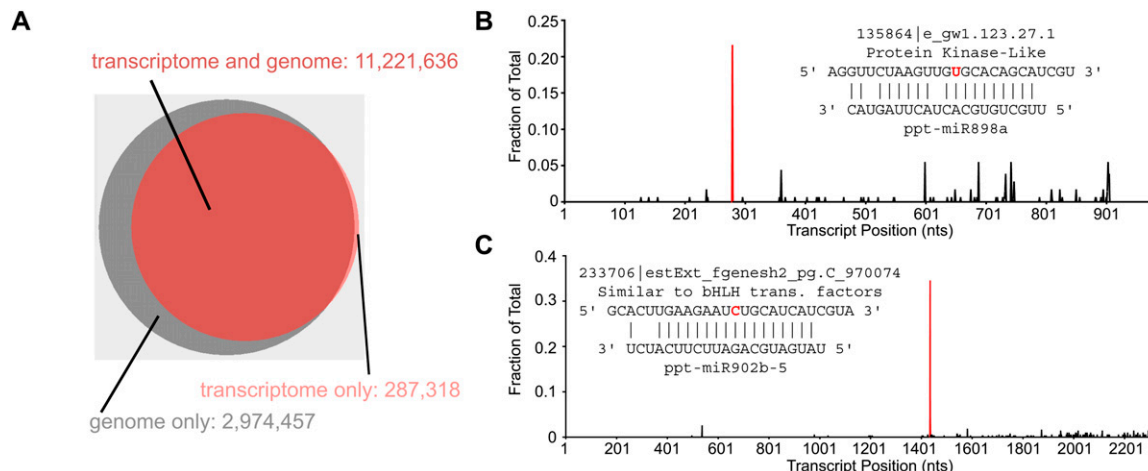 A
transcriptome and genome: 11,221,636
transcriptome only: 287,318
genome only: 2,974,457
B
Fraction of Total
0.25
0.20
0.15
0.10
0.05
0
135864|e_gw1.123.27.1
Protein Kinase-Like
5' AGGUUCUAAGUUGUGCACAGCAUCGU 3'
3' CAUGAUUCAUCACGUGUCGUU 5'
ppt-miR898a
1 101 201 301 401 501 601 701 801 901
Transcript Position (nts)
C
Fraction of Total
0.4
0.3
0.2
0.1
0
233706|estExt_fgenesh2_pg.C_970074
Similar to bHLH trans. factors
5' GCACUUGAAGAAUCUGCAUCAUCGUA 3'
3' UCUACUUCUUAGACGUAGUAU 5'
ppt-miR902b-5
201 401 601 801 1001 1201 1401 1601 1801 2001 2201
Transcript Position (nts)